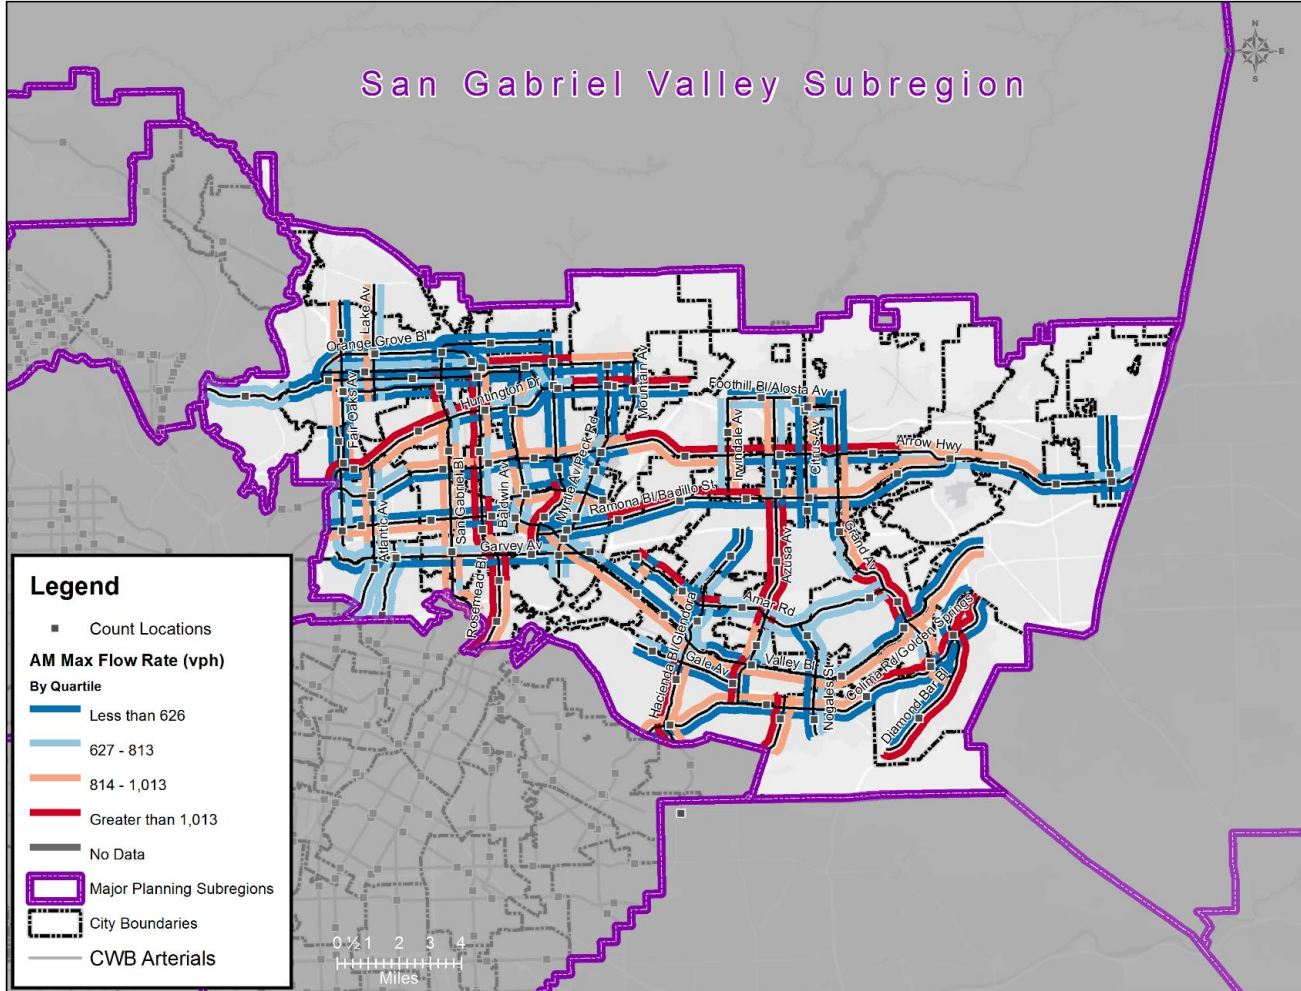 N
E
S
San Gabriel Valley Subregion
Lake Av
Orange Grove Bl
Fair Oaks Av
Huntington Dr
Mountain Av
Foothill Bl/Alosta Av
Irwindale Av
Citrus Av
Arrow Hwy
San Gabriel Bl
Baldwin Av
Myrtle Av/Peck Rd
Ramona Bl/Badillo St
Atlantic Av
Garvey Av
Azusa Av
Grand Av
Rosemead Bl
Amar Rd
Hacienda Bl/Glendora
Gale Av
Valley Bl
Nogales St
Colima Rd/Golden Springs
Diamond Bar Bl
Legend
Count Locations
AM Max Flow Rate (vph)
By Quartile
Less than 626
627 - 813
814 - 1,013
Greater than 1,013
No Data
Major Planning Subregions
City Boundaries
CWB Arterials
0 ½ 1 2 3 4
Miles